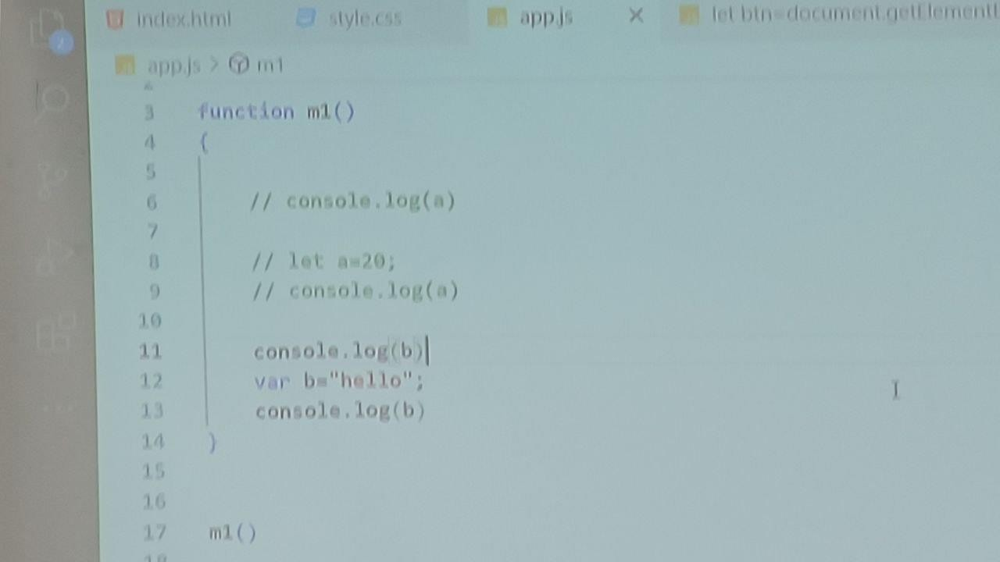 index.html style.css app.js let btn=document.getElement
app.js > m1
3 function m1()
4 {
5
6 // console.log(a)
7
8 // let a=20;
9 // console.log(a)
10
11 console.log(b)
12 var b="hello";
13 console.log(b)
14 }
15
16
17 m1()
18